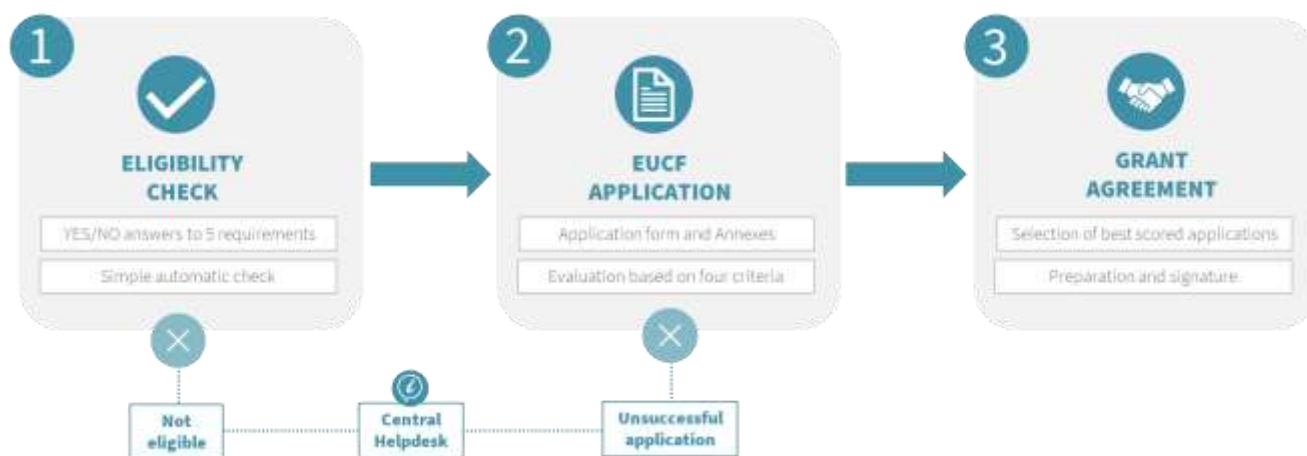 1
ELIGIBILITY
CHECK
YES/NO answers to 5 requirements
Simple automatic check
2
EUCF
APPLICATION
Application form and Annexes
Evaluation based on four criteria
3
GRANT
AGREEMENT
Selection of best scored applications
Preparation and signature
Not
eligible
Central
Helpdesk
Unsuccessful
application